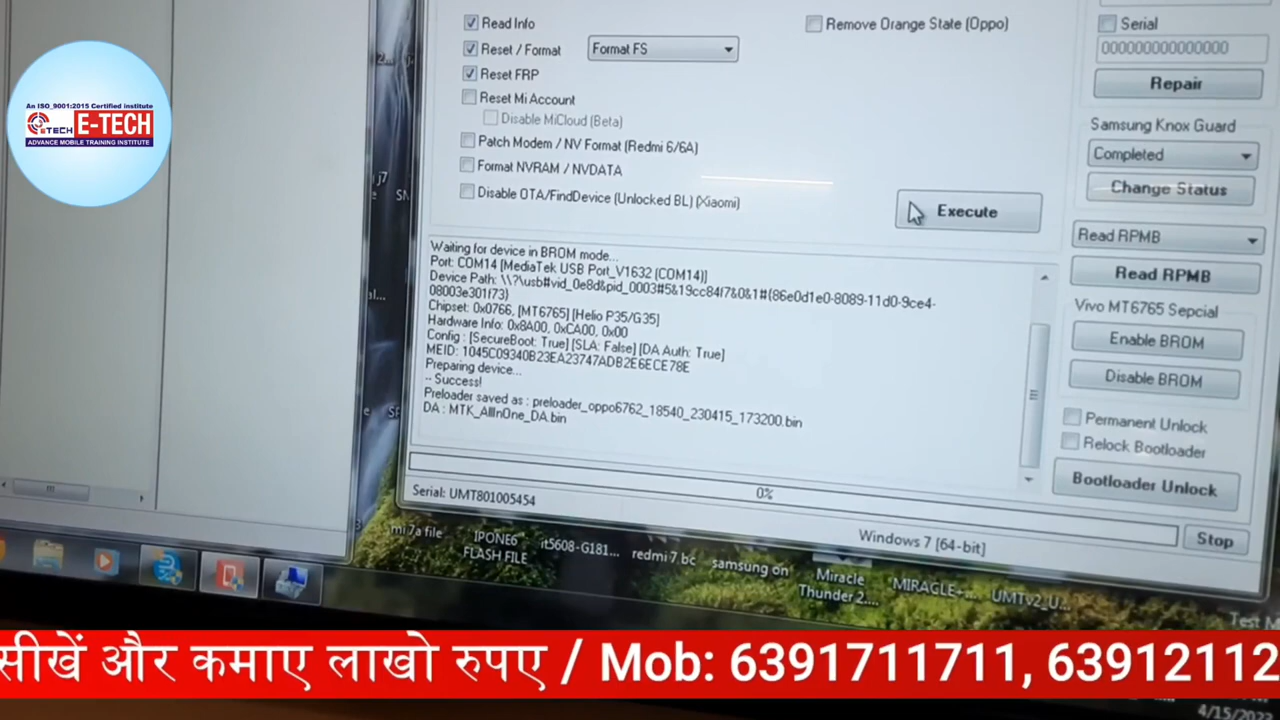 An ISO_9001:2015 Certified institute
ETECH E-TECH
ADVANCE MOBILE TRAINING INSTITUTE
Read Info
Remove Orange State (Oppo)
Reset / Format
Format FS
Reset FRP
Reset Mi Account
Disable MiCloud (Beta)
Patch Modem / NV Format (Redmi 6/6A)
Format NVRAM / NVDATA
Disable OTA/FindDevice (Unlocked BL) (Xiaomi)
Execute
Serial
000000000000000
Repair
Samsung Knox Guard
Completed
Change Status
Read RPMB
Read RPMB
Vivo MT6765 Sepcial
Enable BROM
Disable BROM
Permanent Unlock
Relock Bootloader
Bootloader Unlock
Waiting for device in BROM mode...
Port: COM14 [MediaTek USB Port_V1632 (COM14)]
Device Path: \\?\usb#vid_0e8d&pid_0003#5&19cc84f7&0&1#{86e0d1e0-8089-11d0-9ce4-
08003e301f73}
Chipset: 0x0766, [MT6765] [Helio P35/G35]
Hardware Info: 0x8A00, 0xCA00, 0x00
Config : [SecureBoot: True] [SLA: False] [DA Auth: True]
MEID: 1045C09340B23EA23747ADB2E6ECE78E
Preparing device...
-- Success!
Preloader saved as : preloader_oppo6762_18540_230415_173200.bin
DA : MTK_AllInOne_DA.bin
0%
Serial: UMT801005454
Windows 7 [64-bit]
Stop
mi 7a file
IPONE6
FLASH FILE
it5608-G181...
redmi 7 bc
samsung on
Miracle
Thunder 2....
MIRACLE+...
UMTv2_U...
Test M
सीखें और कमाए लाखो रुपए / Mob: 6391711711, 63912112